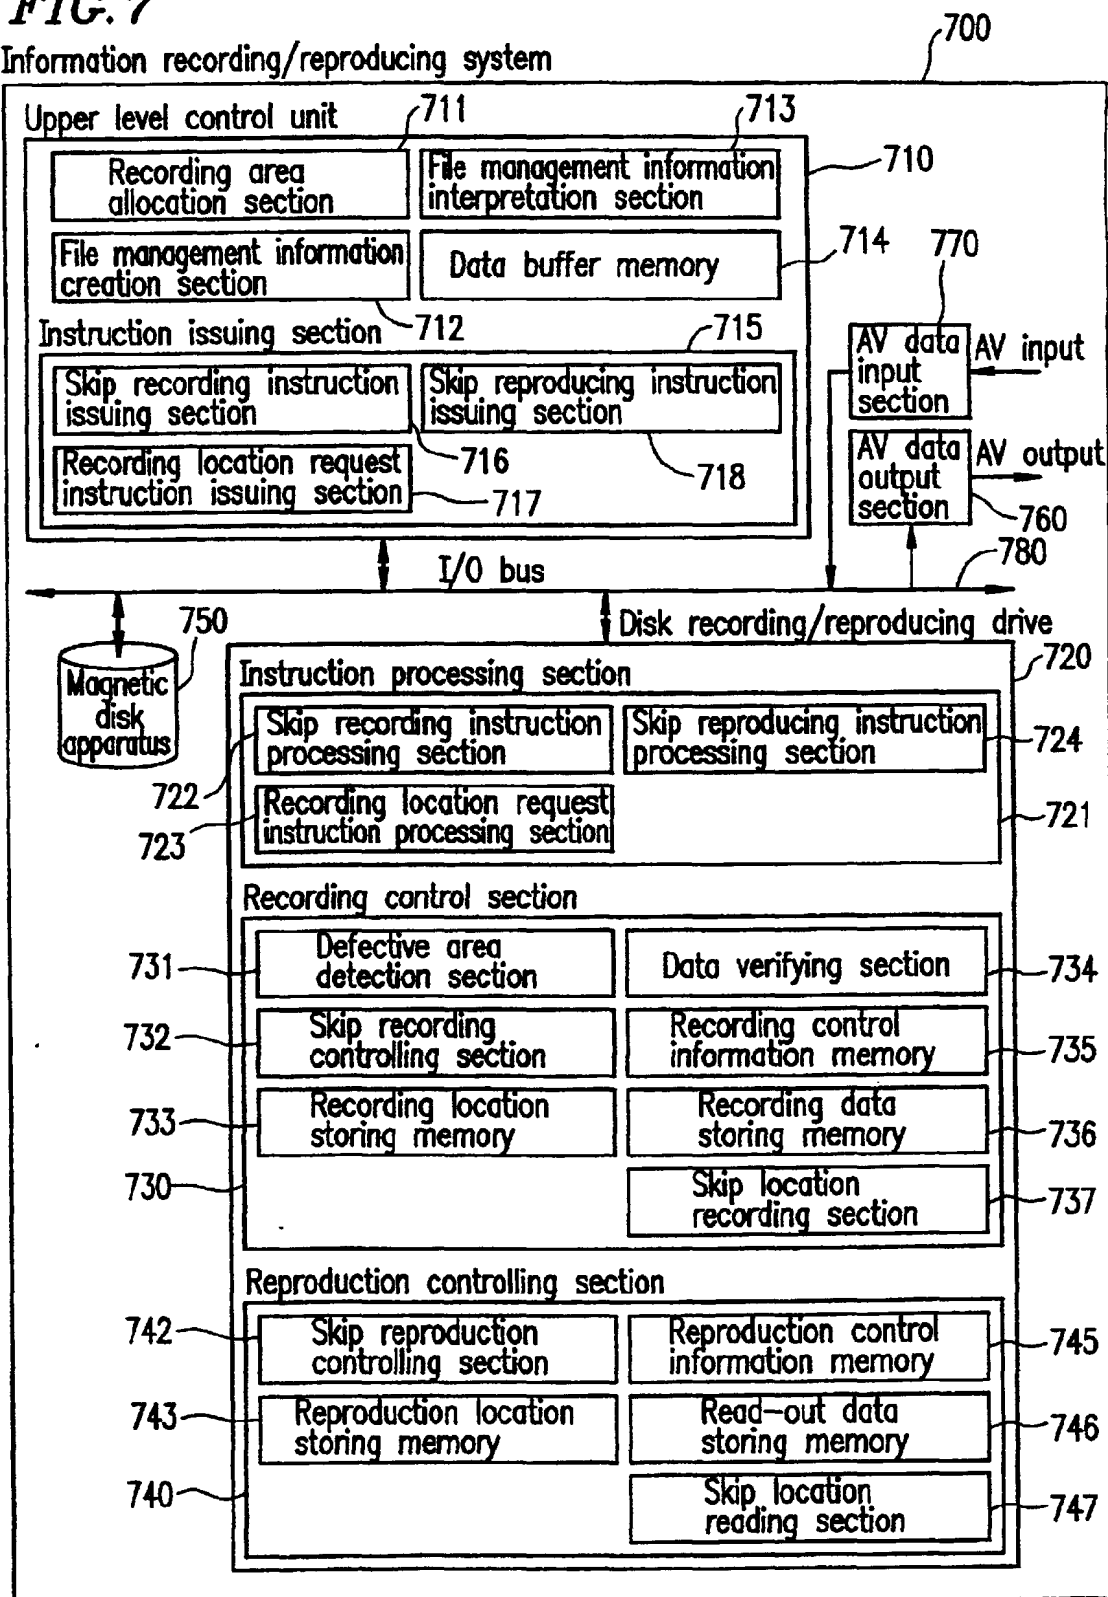 FIG. 7
Information recording/reproducing system
700
Upper level control unit
711
713
710
Recording area
allocation section
File management information
interpretation section
File management information
creation section
Data buffer memory
714
712
Instruction issuing section
715
Skip recording instruction
issuing section
Skip reproducing instruction
issuing section
716
718
Recording location request
instruction issuing section
717
770
AV data
input
section
AV input
AV data
output
section
AV output
760
I/O bus
780
750
Magnetic
disk
apparatus
Disk recording/reproducing drive
720
Instruction processing section
Skip recording instruction
processing section
Skip reproducing instruction
processing section
724
722
Recording location request
instruction processing section
723
721
Recording control section
731
Defective area
detection section
Data verifying section
734
732
Skip recording
controlling section
Recording control
information memory
735
733
Recording location
storing memory
Recording data
storing memory
736
730
Skip location
recording section
737
Reproduction controlling section
742
Skip reproduction
controlling section
Reproduction control
information memory
745
743
Reproduction location
storing memory
Read-out data
storing memory
746
740
Skip location
reading section
747